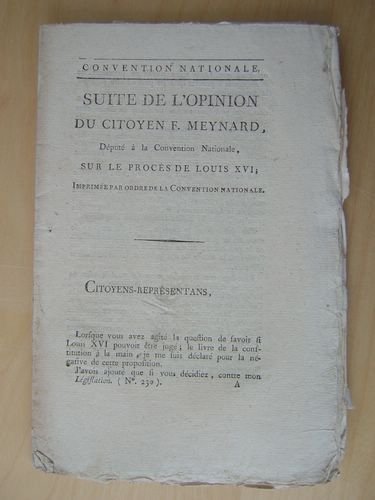 CONVENTION NATIONALE.
SUITE DE L'OPINION
DU CITOYEN F. MEYNARD,
Député à la Convention Nationale,
SUR LE PROCÈS DE LOUIS XVI;
IMPRIMÉE PAR ORDRE DE LA CONVENTION NATIONALE.
CITOYENS-REPRÉSENTANS,
Lorsque vous avez agité la question de ſavoir ſi
Louis XVI pouvoit être jugé; le livre de la conſ-
titution à la main, je me ſuis déclaré pour la né-
gative de cette propoſition.
J'avois ajouté que ſi vous décidiez, contre mon
Légiſlation. ( N°. 230 ). A